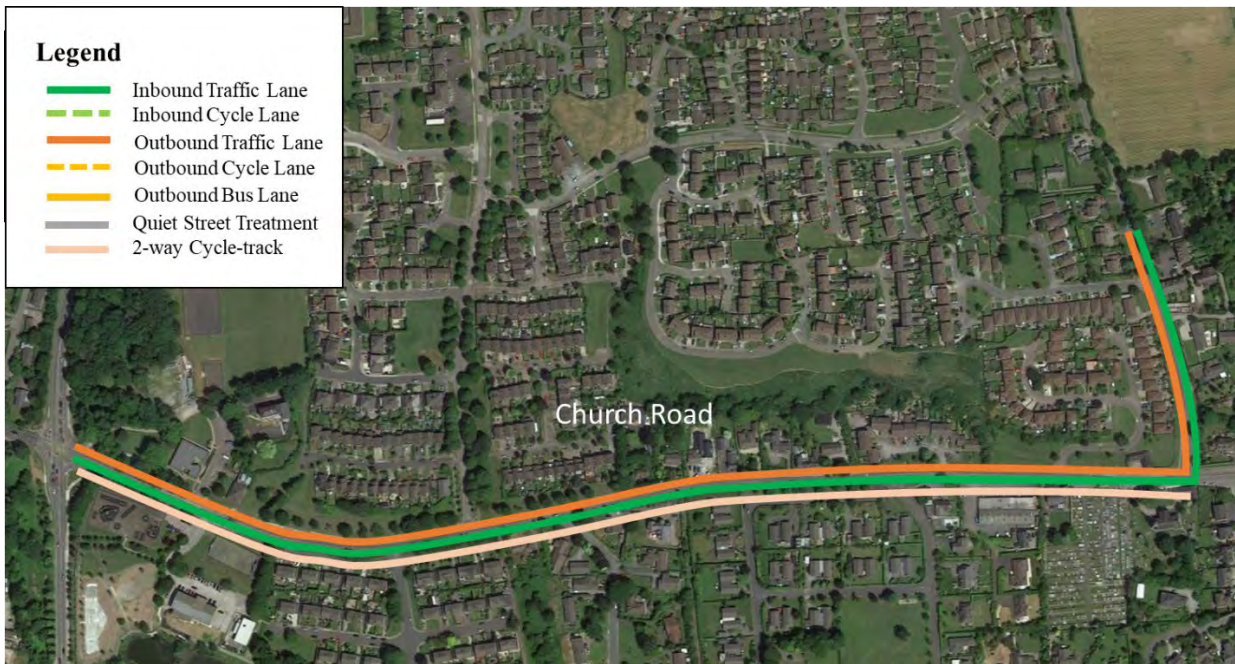 Legend
Inbound Traffic Lane
Inbound Cycle Lane
Outbound Traffic Lane
Outbound Cycle Lane
Outbound Bus Lane
Quiet Street Treatment
2-way Cycle-track
Church Road